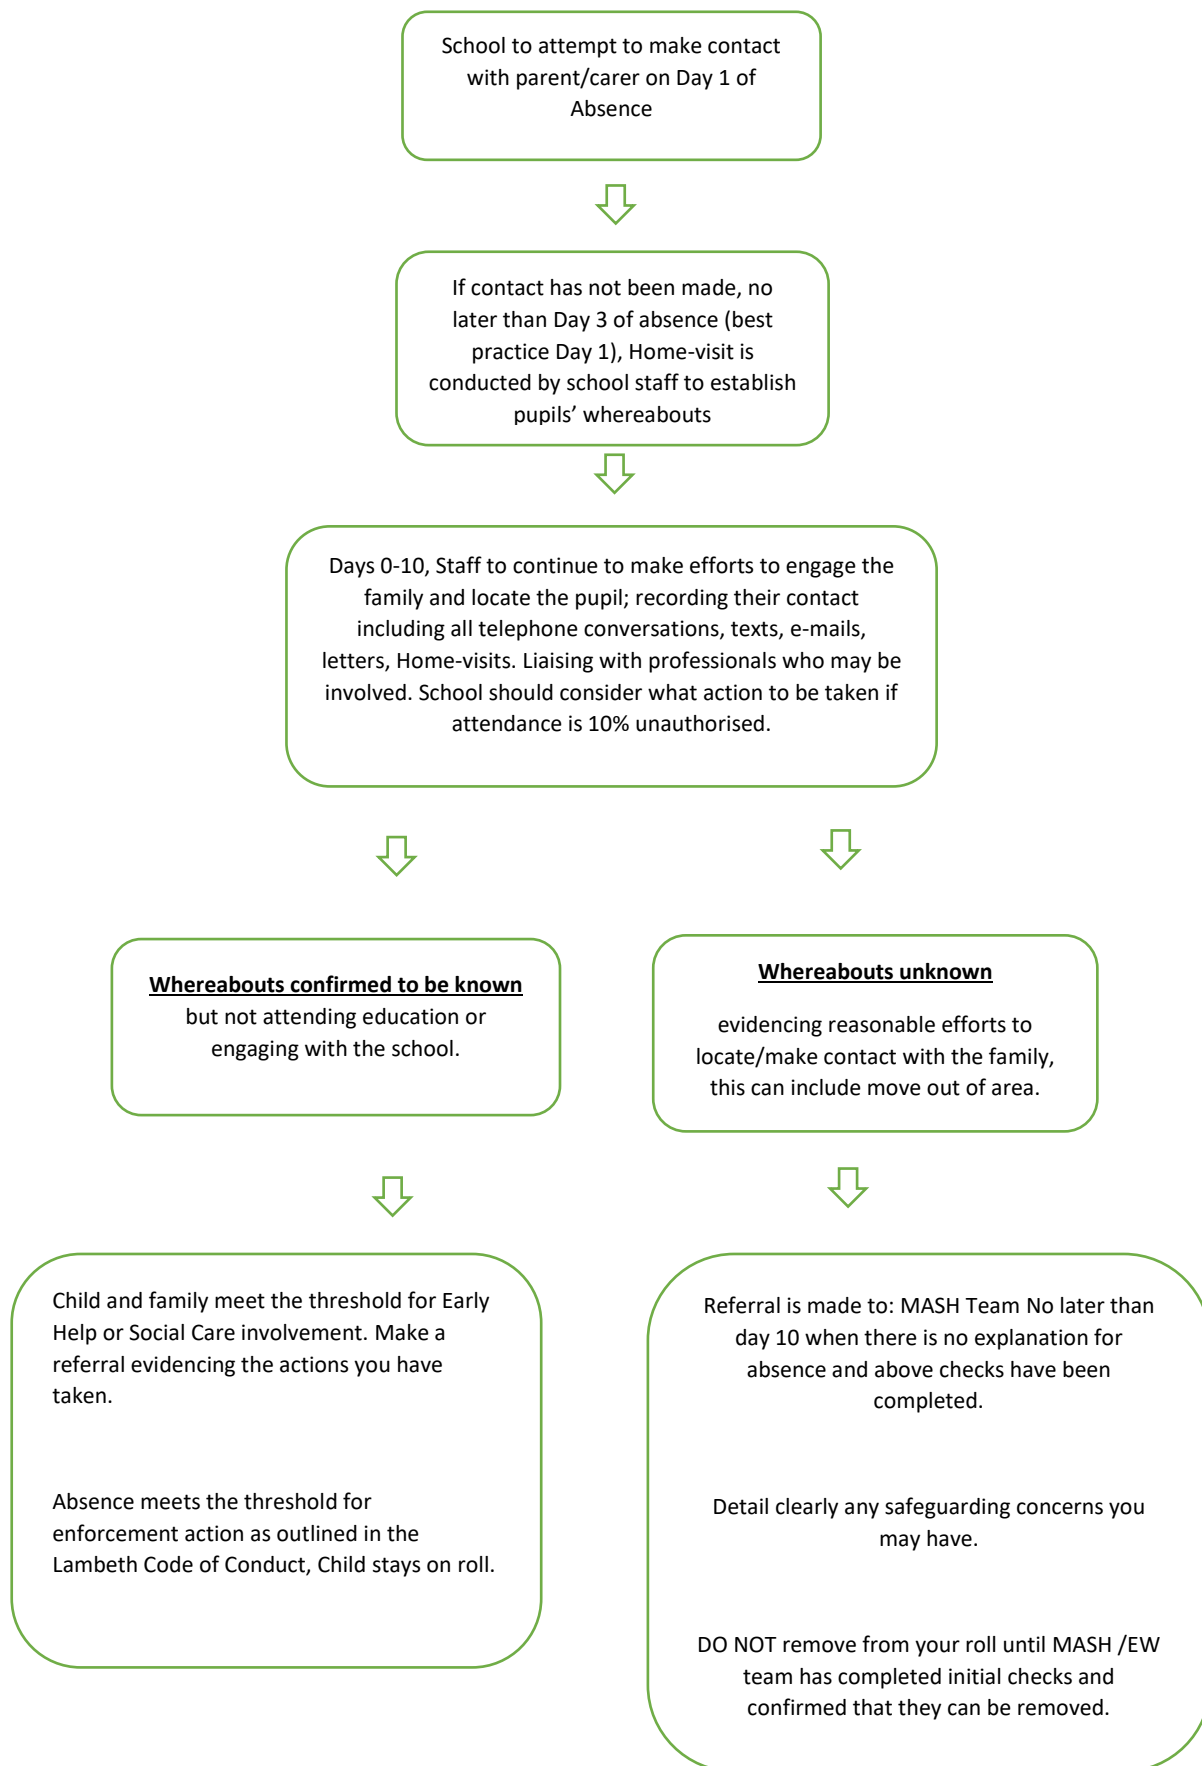 School to attempt to make contact
with parent/carer on Day 1 of
Absence
If contact has not been made, no
later than Day 3 of absence (best
practice Day 1), Home-visit is
conducted by school staff to establish
pupils’ whereabouts
Days 0-10, Staff to continue to make efforts to engage the
family and locate the pupil; recording their contact
including all telephone conversations, texts, e-mails,
letters, Home-visits. Liaising with professionals who may be
involved. School should consider what action to be taken if
attendance is 10% unauthorised.
Whereabouts confirmed to be known
but not attending education or
engaging with the school.
Whereabouts unknown
evidencing reasonable efforts to
locate/make contact with the family,
this can include move out of area.
Child and family meet the threshold for Early
Help or Social Care involvement. Make a
referral evidencing the actions you have
taken.
Absence meets the threshold for
enforcement action as outlined in the
Lambeth Code of Conduct, Child stays on roll.
Referral is made to: MASH Team No later than
day 10 when there is no explanation for
absence and above checks have been
completed.
Detail clearly any safeguarding concerns you
may have.
DO NOT remove from your roll until MASH /EW
team has completed initial checks and
confirmed that they can be removed.